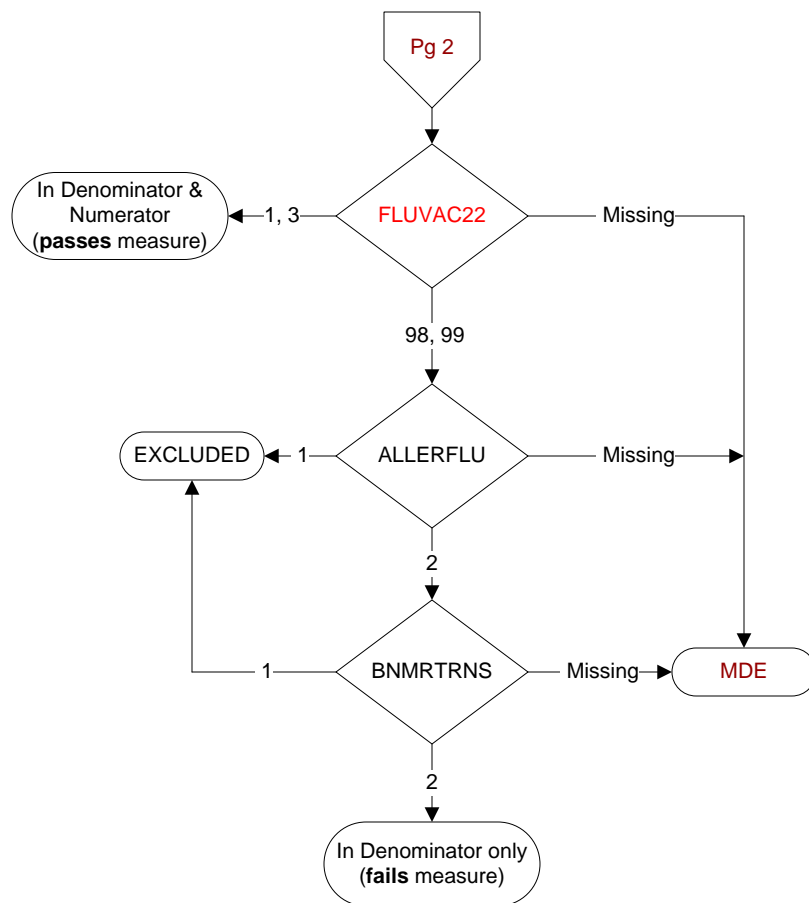 Pg 2
In Denominator &
Numerator
(passes measure)
1, 3
FLUVAC22
Missing
98, 99
EXCLUDED
1
ALLERFLU
Missing
2
1
BNMRTRNS
Missing
MDE
2
In Denominator only
(fails measure)